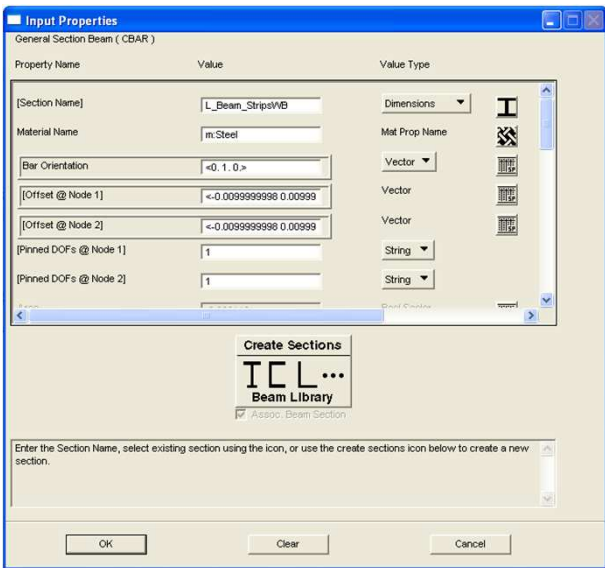 Input Properties
General Section Beam ( CBAR )
Property Name Value Value Type
[Section Name] L_Beam_StripsWB Dimensions
Material Name m:Steel Mat Prop Name
Bar Orientation <0. 1. 0.> Vector
SP
[Offset @ Node 1] <-0.0099999998 0.00999 Vector
SP
[Offset @ Node 2] <-0.0099999998 0.00999 Vector
SP
[Pinned DOFs @ Node 1] 1 String
[Pinned DOFs @ Node 2] 1 String
Create Sections
Beam Library
Assoc. Beam Section
Enter the Section Name, select existing section using the icon, or use the create sections icon below to create a new
section.
OK Clear Cancel